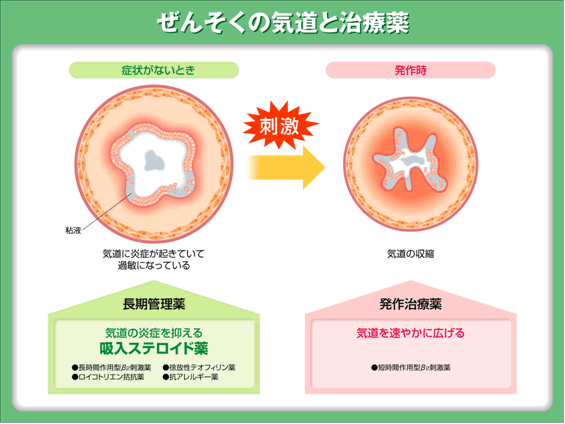 ぜんそくの気道と治療薬
症状がないとき
発作時
刺激
粘液
気道に炎症が起きていて
過敏になっている
気道の収縮
長期管理薬
気道の炎症を抑える
吸入ステロイド薬
●長時間作用型β2刺激薬 ●徐放性テオフィリン薬
●ロイコトリエン拮抗薬 ●抗アレルギー薬
発作治療薬
気道を速やかに広げる
●短時間作用型β2刺激薬